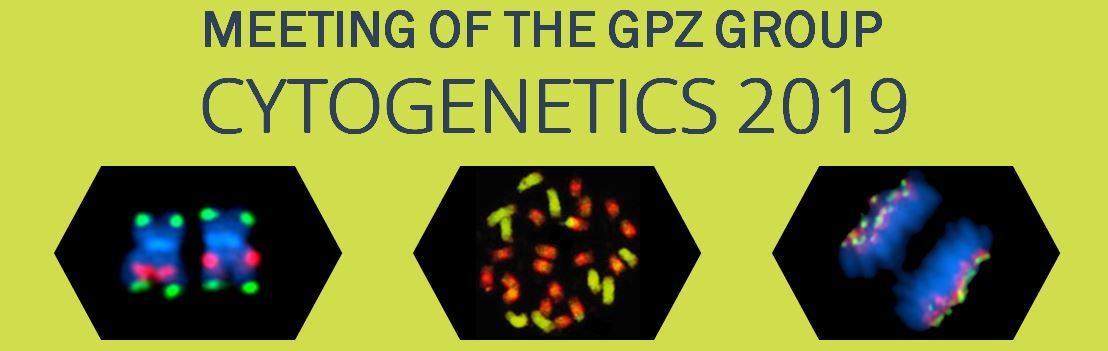 MEETING OF THE GPZ GROUP
CYTOGENETICS 2019